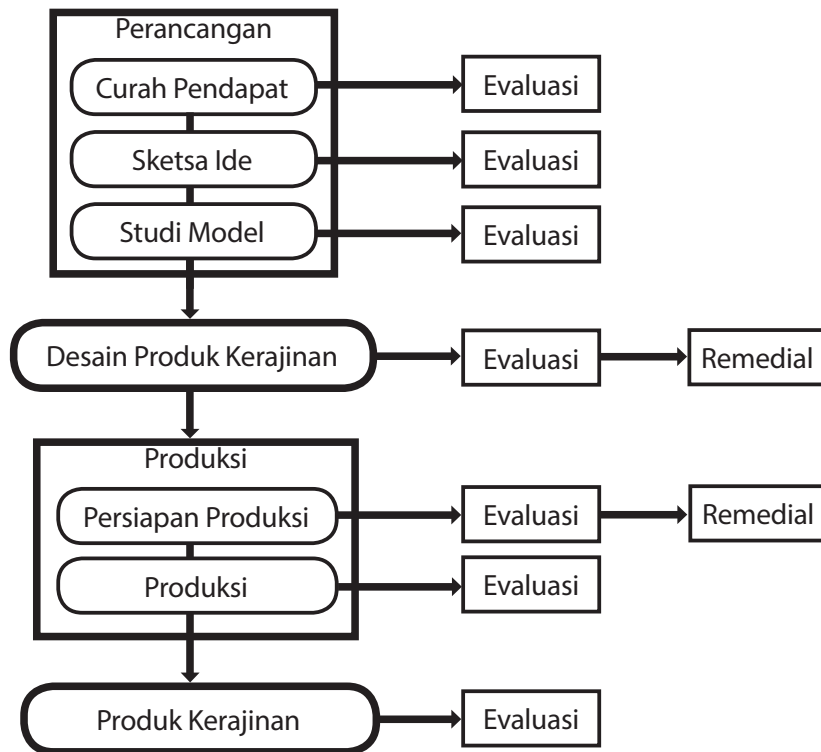 Perancangan
Curah Pendapat
Evaluasi
Sketsa Ide
Evaluasi
Studi Model
Evaluasi
Desain Produk Kerajinan
Evaluasi
Remedial
Produksi
Persiapan Produksi
Evaluasi
Remedial
Produksi
Evaluasi
Produk Kerajinan
Evaluasi